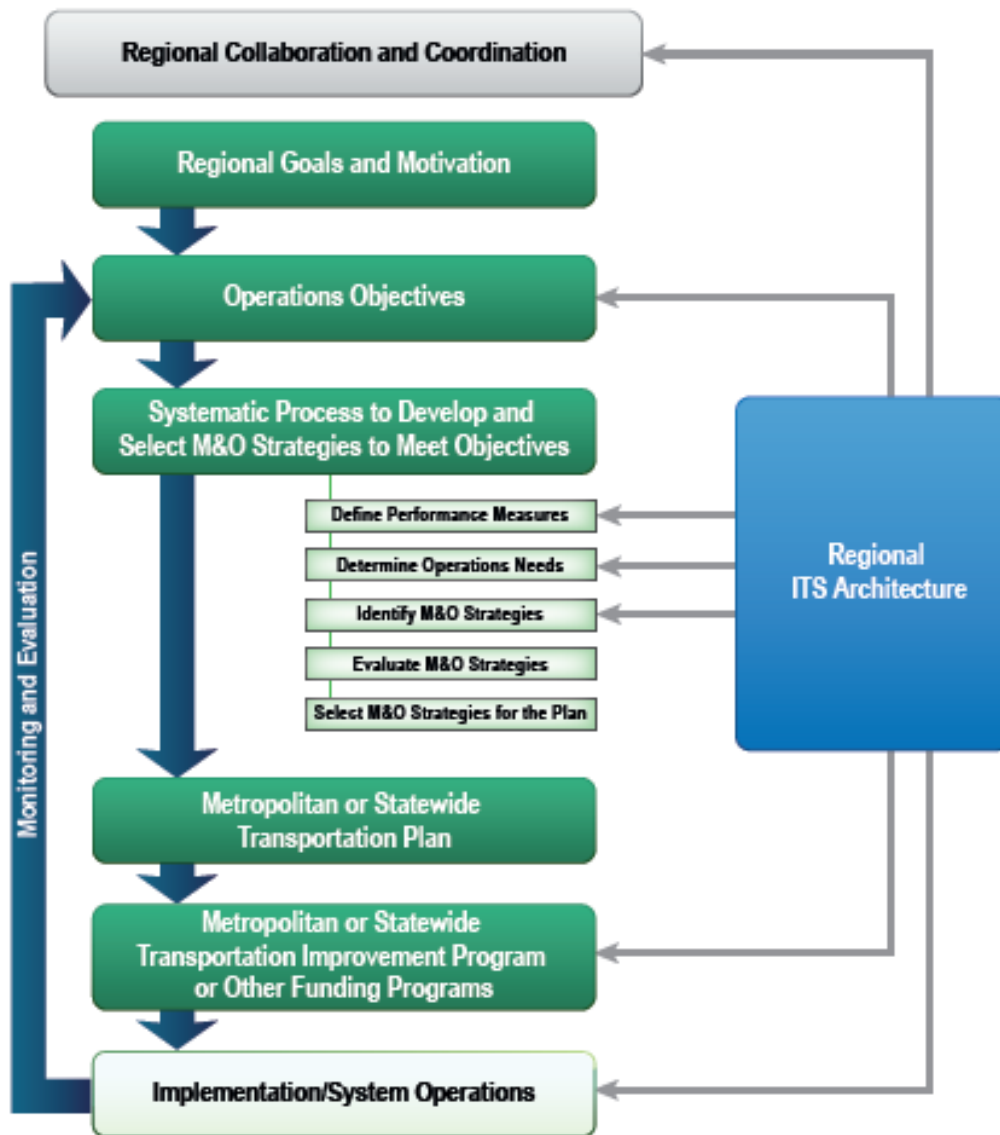 Regional Collaboration and Coordination
Regional Goals and Motivation
Operations Objectives
Systematic Process to Develop and
Select M&O Strategies to Meet Objectives
Define Performance Measures
Determine Operations Needs
Identify M&O Strategies
Evaluate M&O Strategies
Select M&O Strategies for the Plan
Metropolitan or Statewide
Transportation Plan
Metropolitan or Statewide
Transportation Improvement Program
or Other Funding Programs
Implementation/System Operations
Monitoring and Evaluation
Regional
ITS Architecture